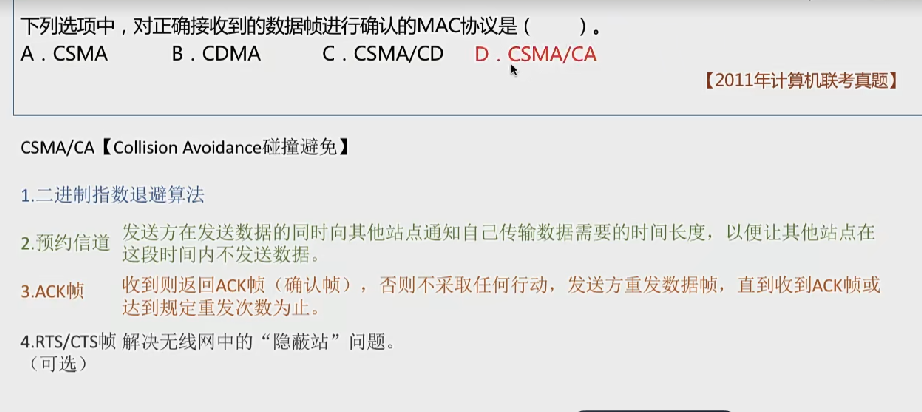 下列选项中，对正确接收到的数据帧进行确认的MAC协议是（　　）。
A．CSMA　B．CDMA　C．CSMA/CD　D．CSMA/CA
【2011年计算机联考真题】
CSMA/CA【Collision Avoidance碰撞避免】
1.二进制指数退避算法
2.预约信道 发送方在发送数据的同时向其他站点通知自己传输数据需要的时间长度，以便让其他站点在
这段时间内不发送数据。
3.ACK帧 收到则返回ACK帧（确认帧），否则不采取任何行动，发送方重发数据帧，直到收到ACK帧或
达到规定重发次数为止。
4.RTS/CTS帧 解决无线网中的“隐蔽站”问题。
（可选）